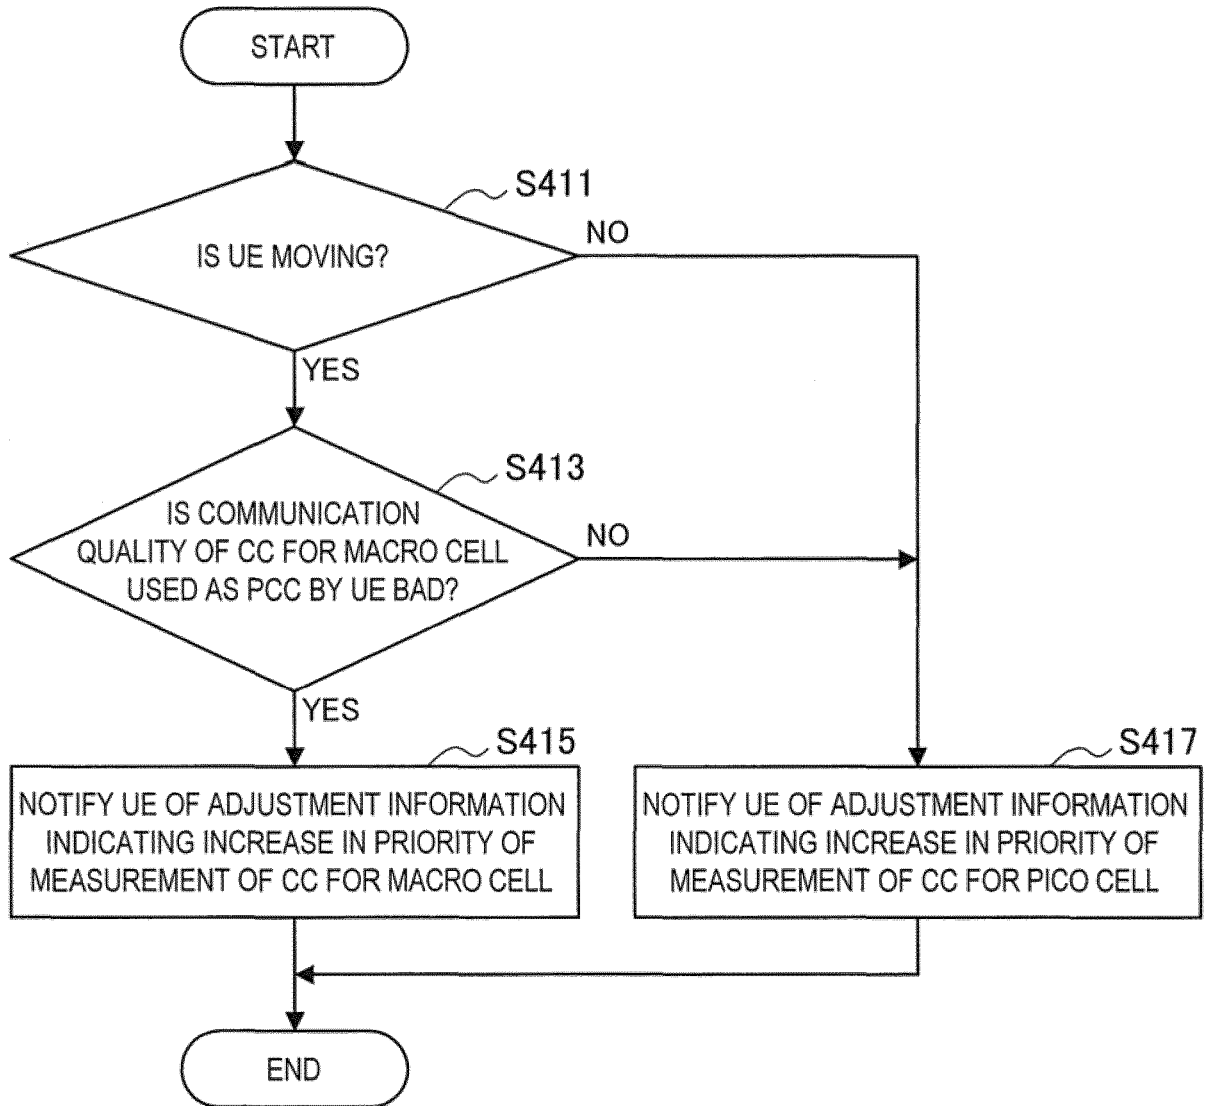 START
S411
IS UE MOVING?
NO
YES
S413
IS COMMUNICATION
QUALITY OF CC FOR MACRO CELL
USED AS PCC BY UE BAD?
NO
YES
S415
NOTIFY UE OF ADJUSTMENT INFORMATION
INDICATING INCREASE IN PRIORITY OF
MEASUREMENT OF CC FOR MACRO CELL
S417
NOTIFY UE OF ADJUSTMENT INFORMATION
INDICATING INCREASE IN PRIORITY OF
MEASUREMENT OF CC FOR PICO CELL
END